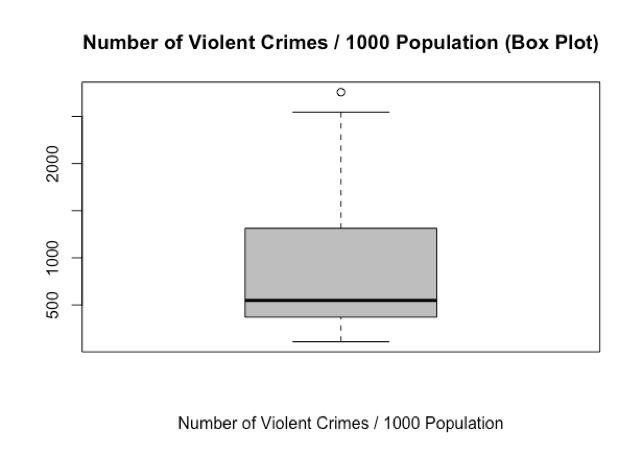 Number of Violent Crimes / 1000 Population (Box Plot)
2000
1000
500
Number of Violent Crimes / 1000 Population